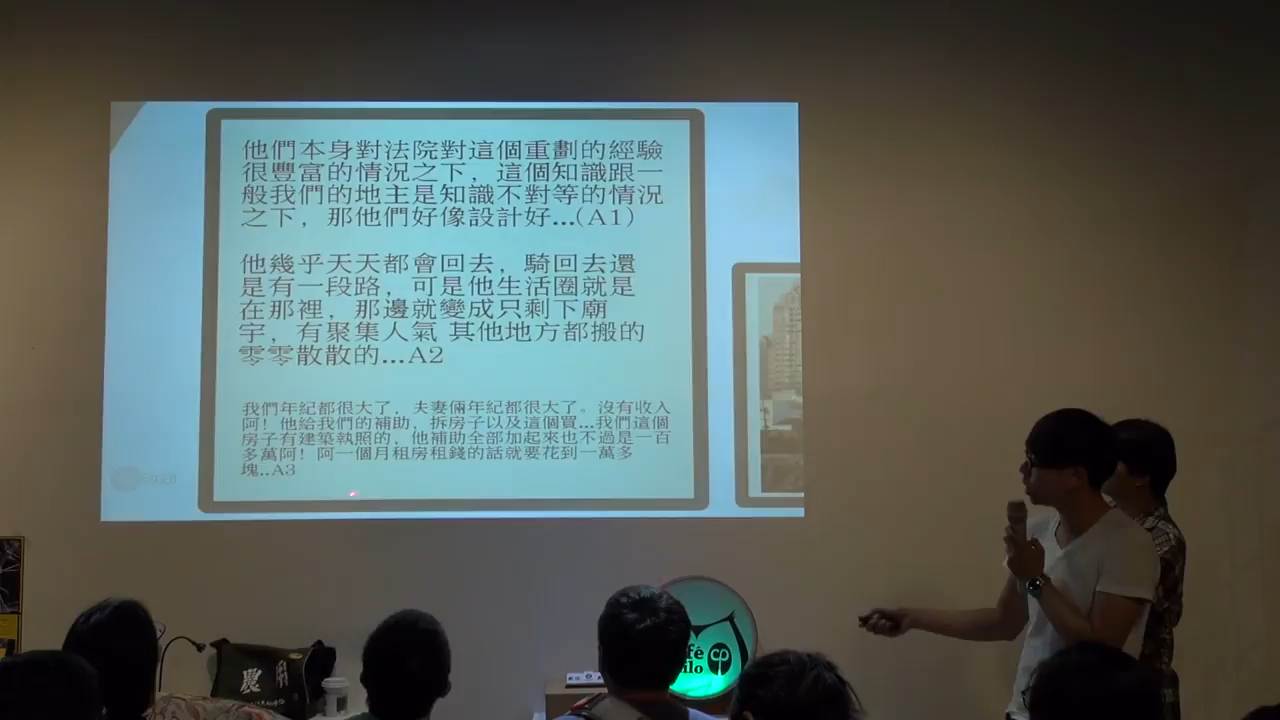 他們本身對法院對這個重劃的經驗
很豐富的情況之下，這個知識跟一
般我們的地主是知識不對等的情況
之下，那他們好像設計好...(A1)
他幾乎天天都會回去，騎回去還
是有一段路，可是他生活圈就是
在那裡，那邊就變成只剩下廟
宇，有聚集人氣 其他地方都搬的
零零散散的...A2
我們年紀都很大了，夫妻倆年紀都很大了。沒有收入
阿！他給我們的補助，拆房子以及這個買...我們這個
房子有建築執照的，他補助全部加起來也不過是一百
多萬阿！阿一個月租房租錢的話就要花到一萬多
塊..A3